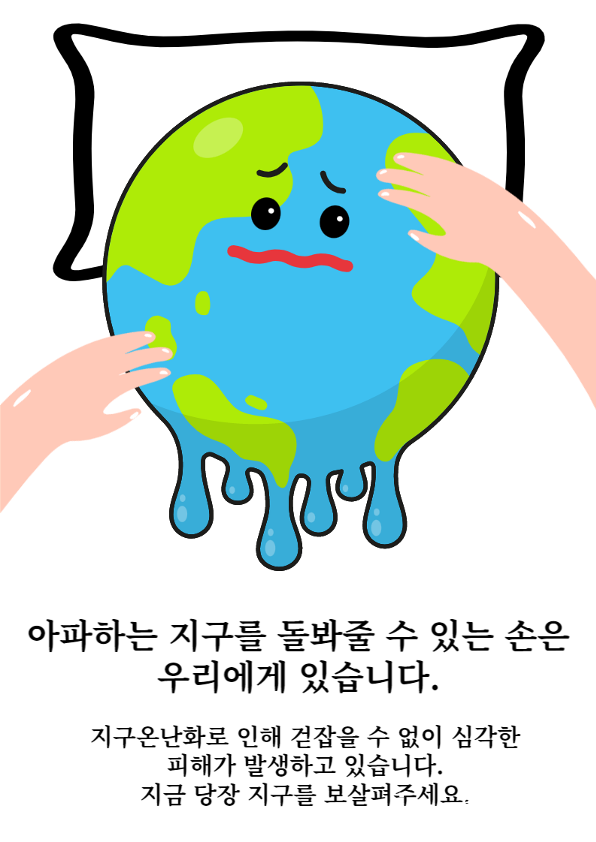 아파하는 지구를 돌봐줄 수 있는 손은
우리에게 있습니다.
지구온난화로 인해 걷잡을 수 없이 심각한
피해가 발생하고 있습니다.
지금 당장 지구를 보살펴주세요.